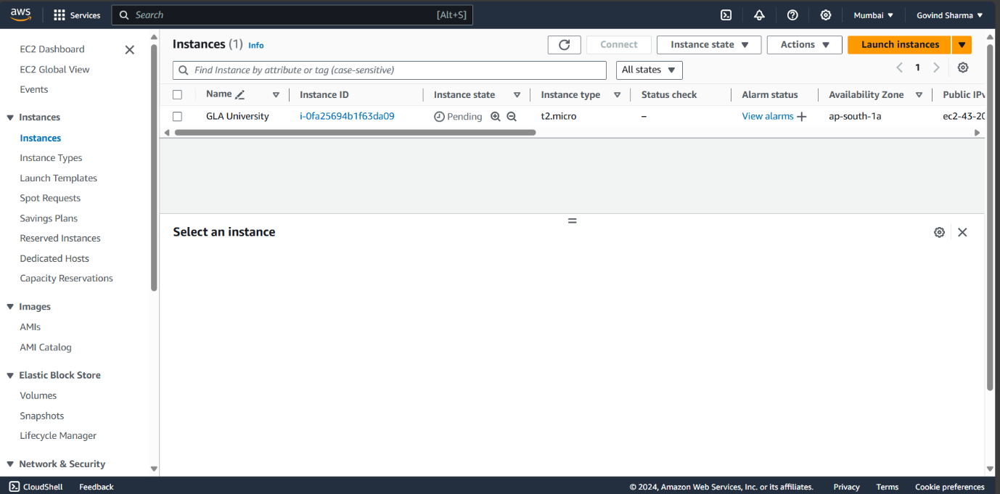 aws Services Search [Alt+S] Mumbai Govind Sharma
EC2 Dashboard
EC2 Global View
Events
Instances
Instances
Instance Types
Launch Templates
Spot Requests
Savings Plans
Reserved Instances
Dedicated Hosts
Capacity Reservations
Images
AMIs
AMI Catalog
Elastic Block Store
Volumes
Snapshots
Lifecycle Manager
Network & Security
Instances (1) Info Connect Instance state Actions Launch instances
Find Instance by attribute or tag (case-sensitive) All states 1
Name Instance ID Instance state Instance type Status check Alarm status Availability Zone Public IPv
GLA University i-0fa25694b1f63da09 Pending t2.micro – View alarms + ap-south-1a ec2-43-20
Select an instance
CloudShell Feedback © 2024, Amazon Web Services, Inc. or its affiliates. Privacy Terms Cookie preferences